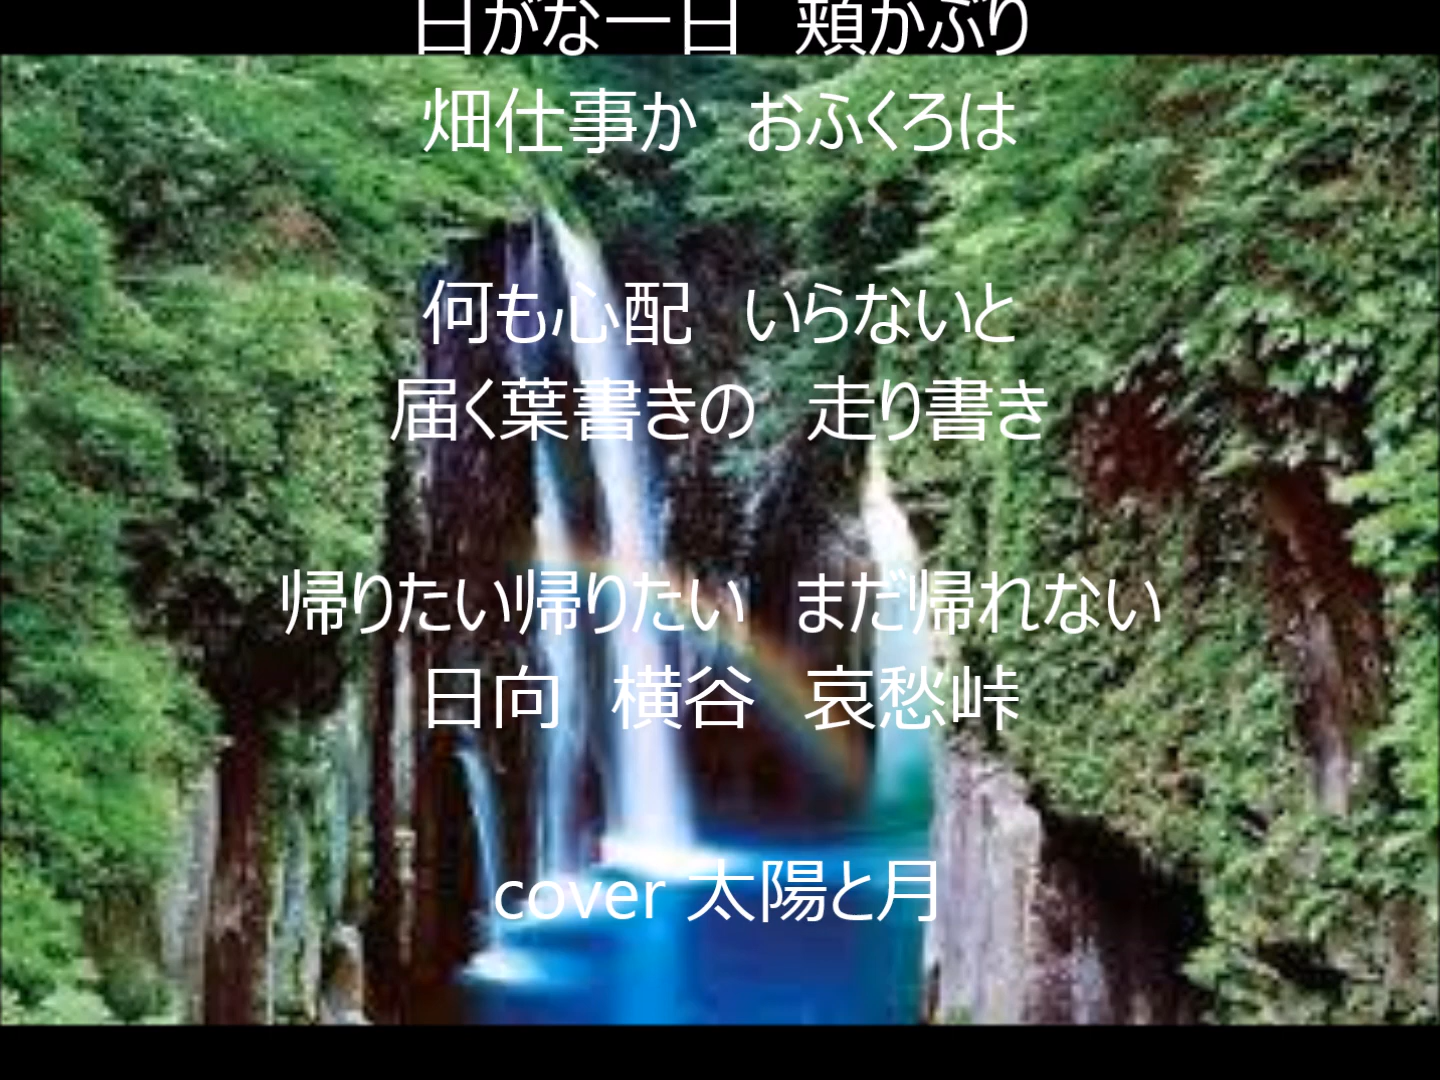 日がな一日　頬かぶり
畑仕事か　おふくろは
何も心配　いらないと
届く葉書きの　走り書き
帰りたい帰りたい　まだ帰れない
日向　横谷　哀愁峠
cover 太陽と月